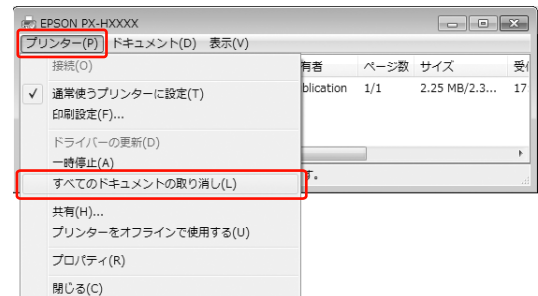 EPSON PX-HXXXX
プリンター(P) ドキュメント(D) 表示(V)
接続(O)
有者 ページ数 サイズ 受
✓ 通常使うプリンターに設定(T)
blication 1/1 2.25 MB/2.3... 17
印刷設定(F)...
ドライバーの更新(D)
一時停止(A)
すべてのドキュメントの取り消し(L)
す。
共有(H)...
プリンターをオフラインで使用する(U)
プロパティ(R)
閉じる(C)